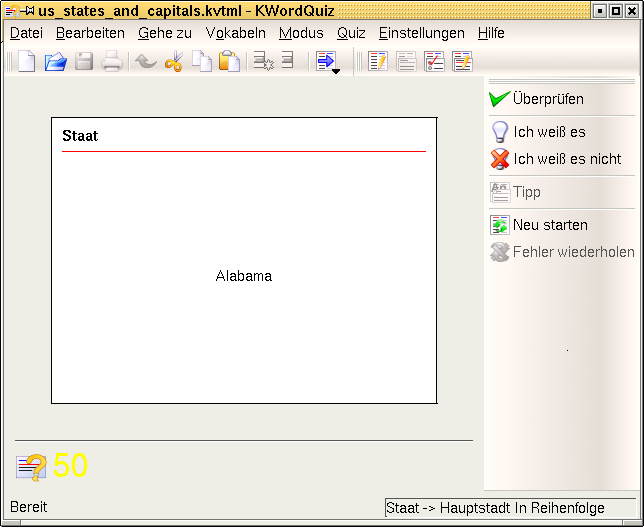 us_states_and_capitals.kvtml - KWordQuiz
Datei Bearbeiten Gehe zu Vokabeln Modus Quiz Einstellungen Hilfe
Staat
Alabama
Überprüfen
Ich weiß es
Ich weiß es nicht
Tipp
Neu starten
Fehler wiederholen
50
Bereit
Staat -> Hauptstadt In Reihenfolge